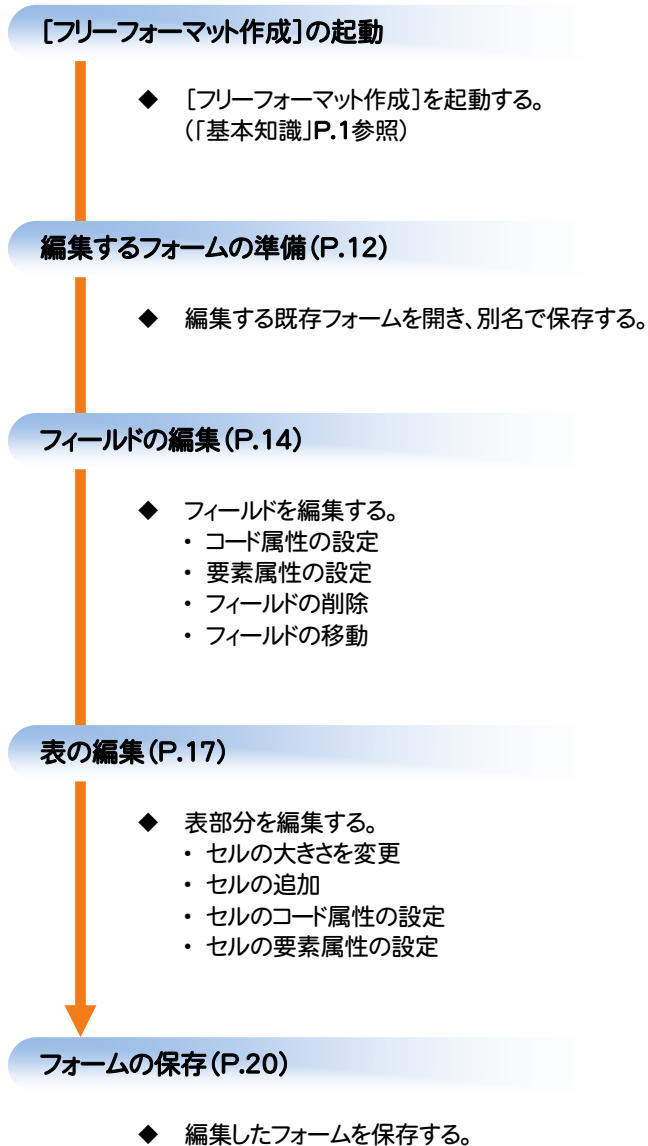 ［フリーフォーマット作成］の起動
◆ ［フリーフォーマット作成］を起動する。
（「基本知識」P.1参照）
編集するフォームの準備（P.12）
◆ 編集する既存フォームを開き、別名で保存する。
フィールドの編集（P.14）
◆ フィールドを編集する。
・ コード属性の設定
・ 要素属性の設定
・ フィールドの削除
・ フィールドの移動
表の編集（P.17）
◆ 表部分を編集する。
・ セルの大きさを変更
・ セルの追加
・ セルのコード属性の設定
・ セルの要素属性の設定
フォームの保存（P.20）
◆ 編集したフォームを保存する。